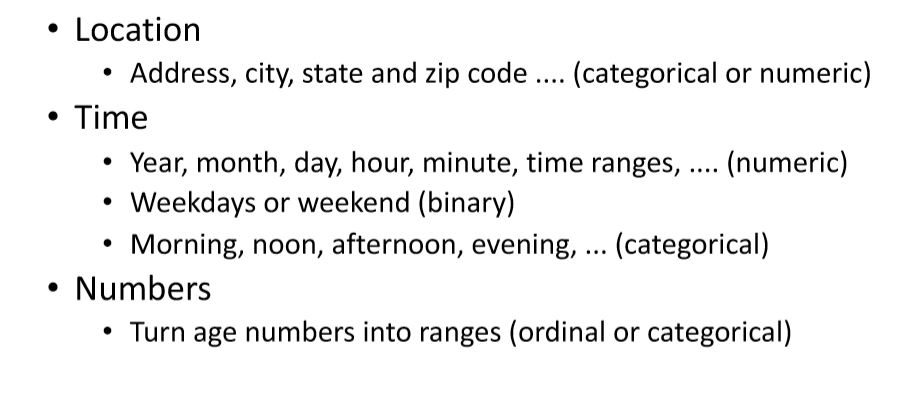 • Location
• Address, city, state and zip code .... (categorical or numeric)
• Time
• Year, month, day, hour, minute, time ranges, .... (numeric)
• Weekdays or weekend (binary)
• Morning, noon, afternoon, evening, ... (categorical)
• Numbers
• Turn age numbers into ranges (ordinal or categorical)